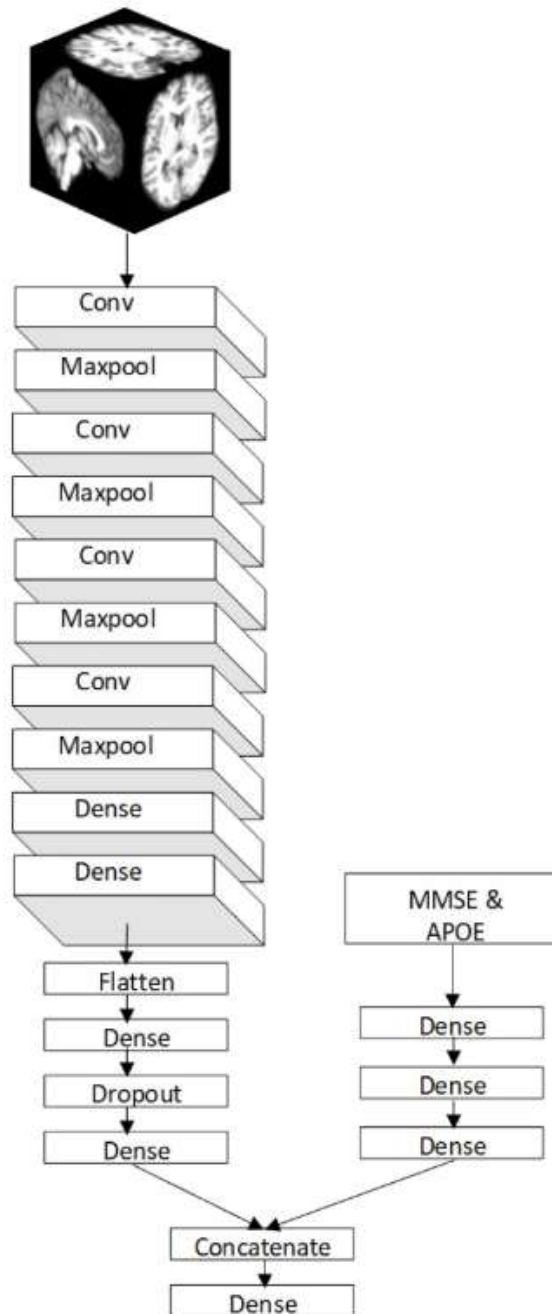 Conv
Maxpool
Conv
Maxpool
Conv
Maxpool
Conv
Maxpool
Dense
Dense
Flatten
Dense
Dropout
Dense
MMSE &
APOE
Dense
Dense
Dense
Concatenate
Dense